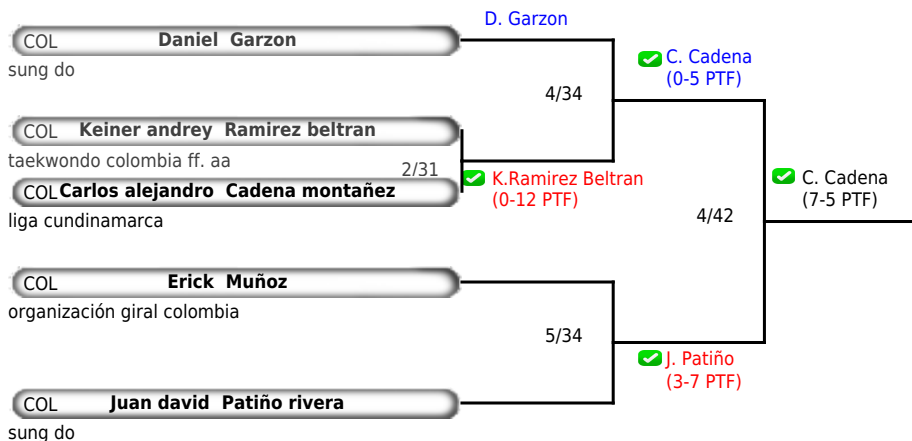 D. Garzon
COL Daniel Garzon
sung do
C. Cadena
(0-5 PTF)
4/34
COL Keiner andrey Ramirez beltran
taekwondo colombia ff. aa
2/31
K.Ramirez Beltran
(0-12 PTF)
COL Carlos alejandro Cadena montañez
liga cundinamarca
C. Cadena
(7-5 PTF)
4/42
COL Erick Muñoz
organización giral colombia
5/34
J. Patiño
(3-7 PTF)
COL Juan david Patiño rivera
sung do